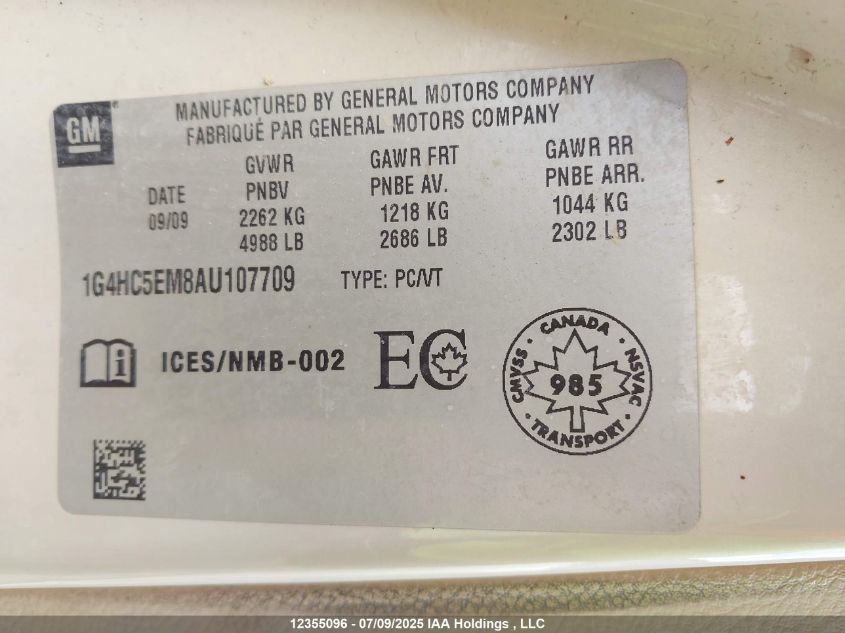 GM
MANUFACTURED BY GENERAL MOTORS COMPANY
FABRIQUÉ PAR GENERAL MOTORS COMPANY
DATE
09/09
GVWR
PNBV
2262 KG
4988 LB
GAWR FRT
PNBE AV.
1218 KG
2686 LB
GAWR RR
PNBE ARR.
1044 KG
2302 LB
1G4HC5EM8AU107709 TYPE: PC/VT
i ICES/NMB-002 EC
CANADA
CMVSS 985 NSVAC
TRANSPORT
12355096 - 07/09/2025 IAA Holdings , LLC